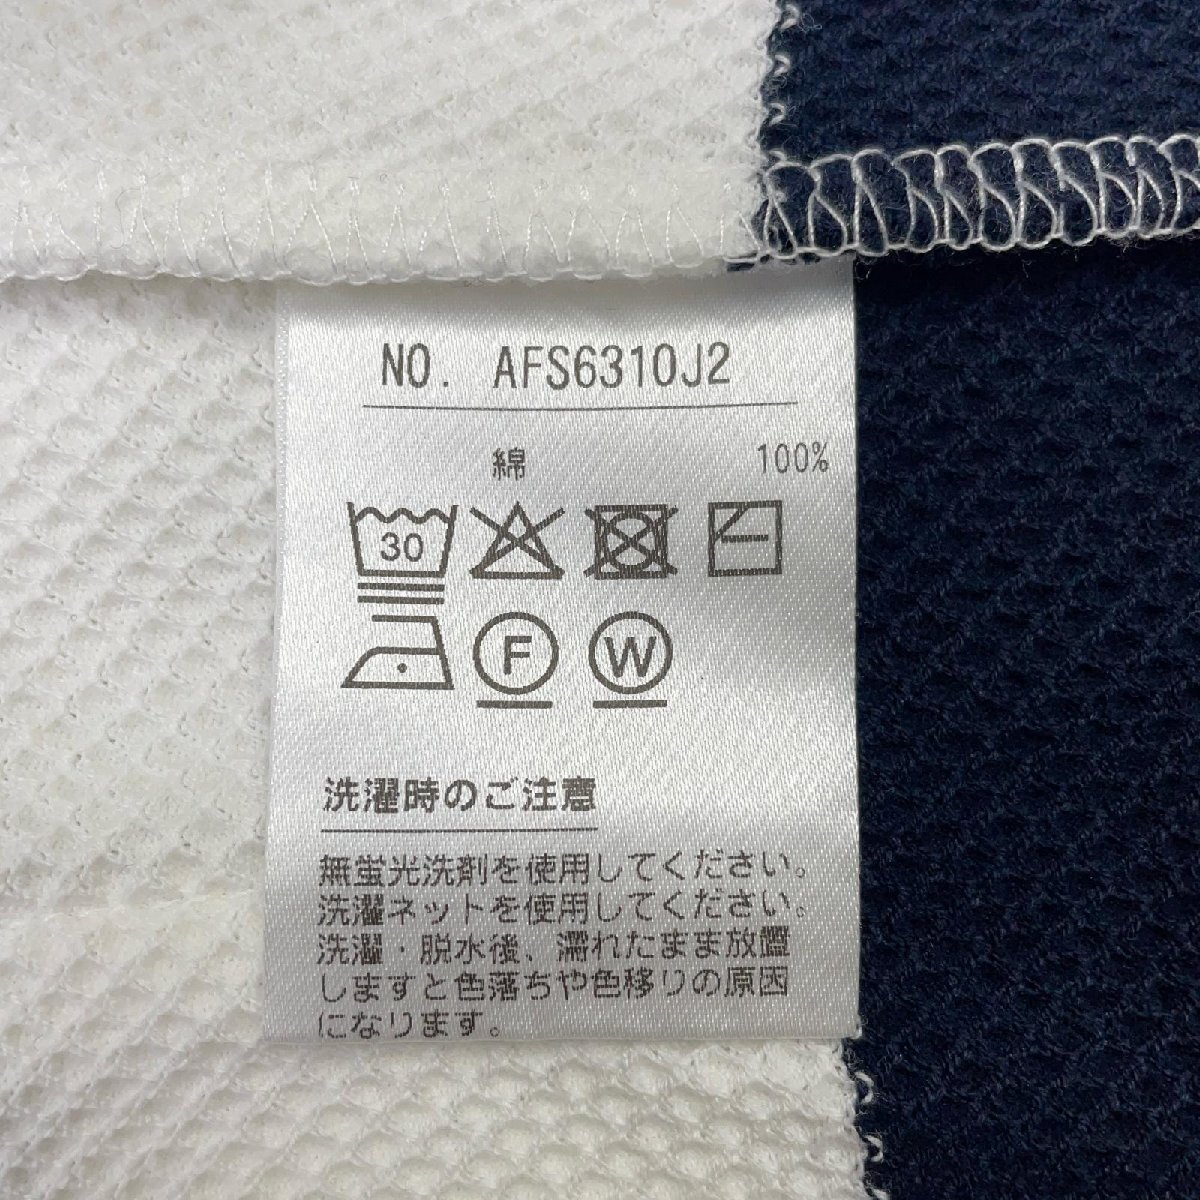 NO. AFS6310J2
綿 100%
30
F W
洗濯時のご注意
無蛍光洗剤を使用してください。
洗濯ネットを使用してください。
洗濯・脱水後、濡れたまま放置
しますと色落ちや色移りの原因
になります。